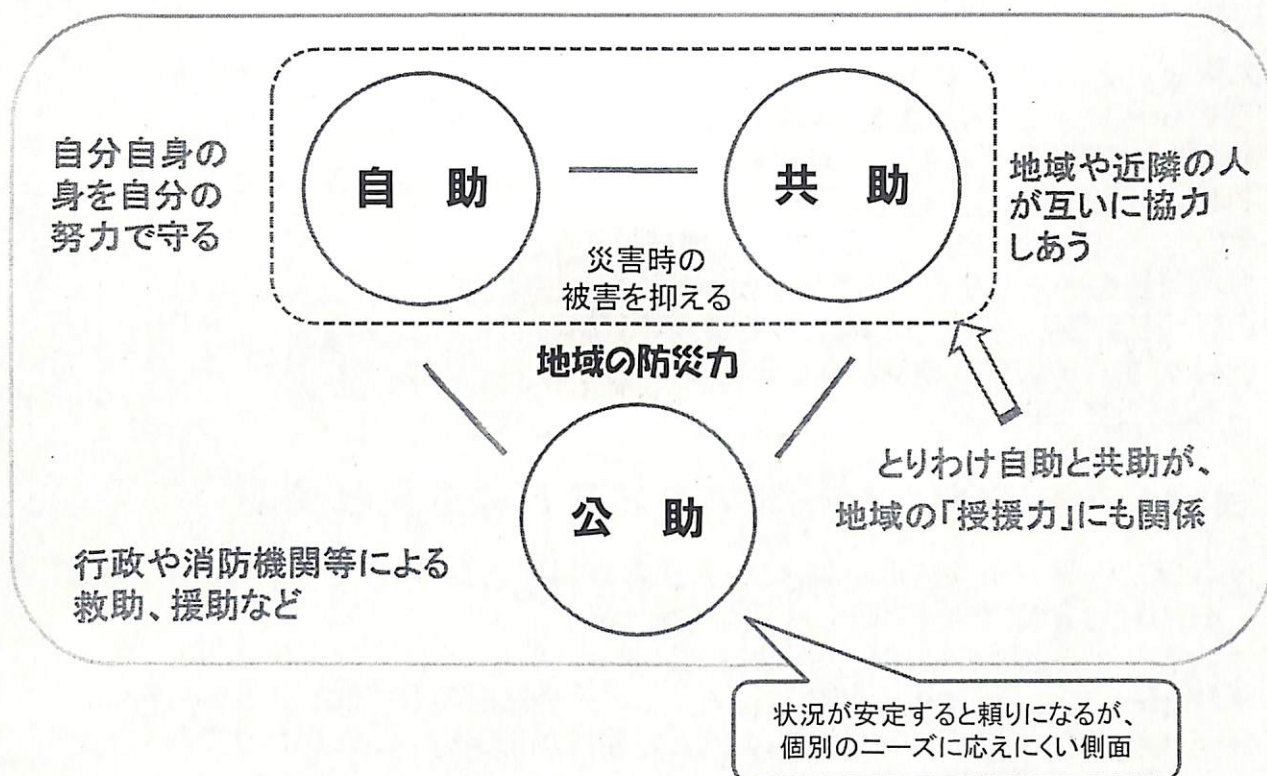 自助
共助
自分自身の
身を自分の
努力で守る
地域や近隣の人
が互いに協力
しあう
災害時の
被害を抑える
地域の防災力
公助
とりわけ自助と共助が、
地域の「授援力」にも関係
行政や消防機関等による
救助、援助など
状況が安定すると頼りになるが、
個別のニーズに応えにくい側面